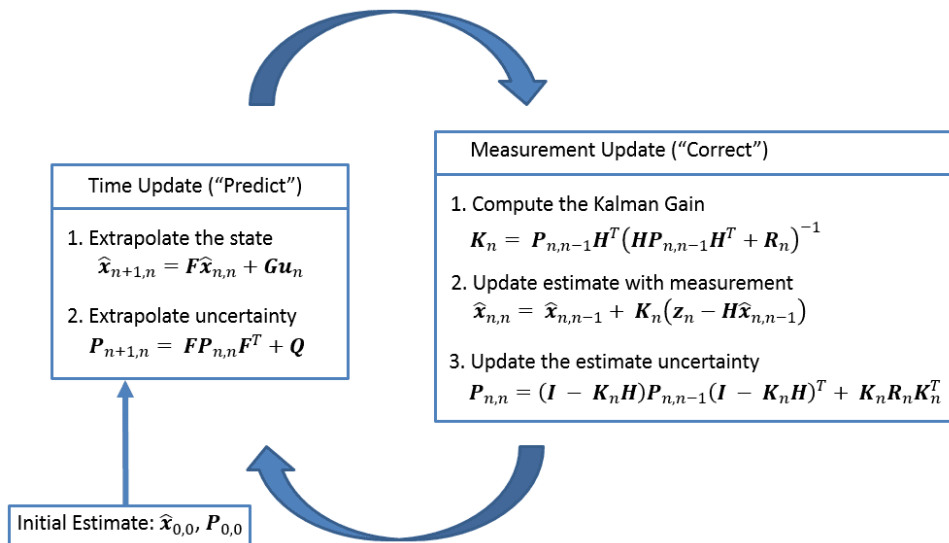 Time Update (“Predict”)
1. Extrapolate the state
x̂ₙ₊₁,ₙ = Fx̂ₙ,ₙ + Guₙ
2. Extrapolate uncertainty
Pₙ₊₁,ₙ = FPₙ,ₙFᵀ + Q
Measurement Update (“Correct”)
1. Compute the Kalman Gain
Kₙ = Pₙ,ₙ₋₁Hᵀ(HPₙ,ₙ₋₁Hᵀ + Rₙ)⁻¹
2. Update estimate with measurement
x̂ₙ,ₙ = x̂ₙ,ₙ₋₁ + Kₙ(zₙ − Hx̂ₙ,ₙ₋₁)
3. Update the estimate uncertainty
Pₙ,ₙ = (I − KₙH)Pₙ,ₙ₋₁(I − KₙH)ᵀ + KₙRₙKₙᵀ
Initial Estimate: x̂₀,₀, P₀,₀